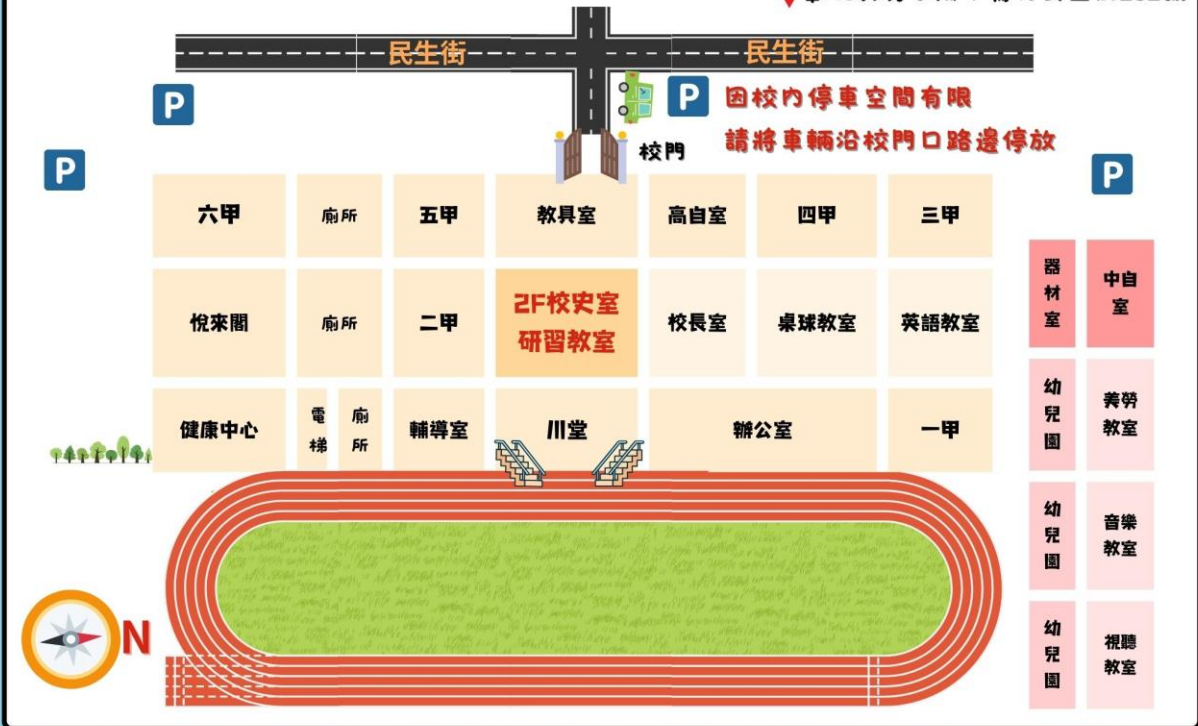 民生街 民生街
P P 因校內停車空間有限
請將車輛沿校門口路邊停放
校門
P P
六甲 廁所 五甲 教具室 高自室 四甲 三甲
悅來閣 廁所 二甲 2F校史室 校長室 桌球教室 英語教室
研習教室
健康中心 電梯 廁所 輔導室 川堂 辦公室 一甲
器材室 中自室
幼兒園 美勞教室
幼兒園 音樂教室
幼兒園 視聽教室
N